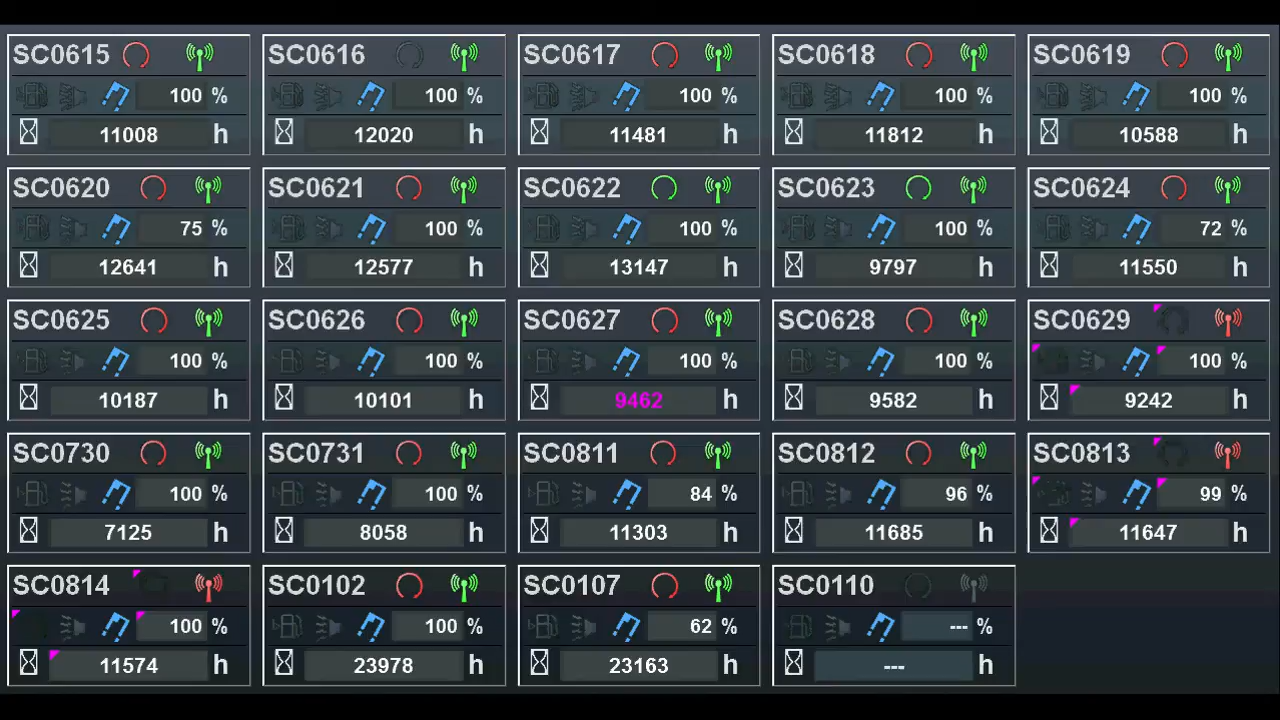 SC0615 SC0616 SC0617 SC0618 SC0619
100 % 100 % 100 % 100 % 100 %
11008 h 12020 h 11481 h 11812 h 10588 h
SC0620 SC0621 SC0622 SC0623 SC0624
75 % 100 % 100 % 100 % 72 %
12641 h 12577 h 13147 h 9797 h 11550 h
SC0625 SC0626 SC0627 SC0628 SC0629
100 % 100 % 100 % 100 % 100 %
10187 h 10101 h 9462 h 9582 h 9242 h
SC0730 SC0731 SC0811 SC0812 SC0813
100 % 100 % 84 % 96 % 99 %
7125 h 8058 h 11303 h 11685 h 11647 h
SC0814 SC0102 SC0107 SC0110
100 % 100 % 62 % --- %
11574 h 23978 h 23163 h --- h